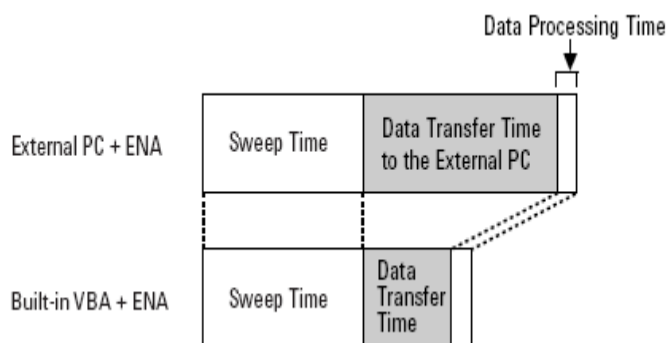 Data Processing Time
External PC + ENA
Sweep Time
Data Transfer Time
to the External PC
Built-in VBA + ENA
Sweep Time
Data
Transfer
Time